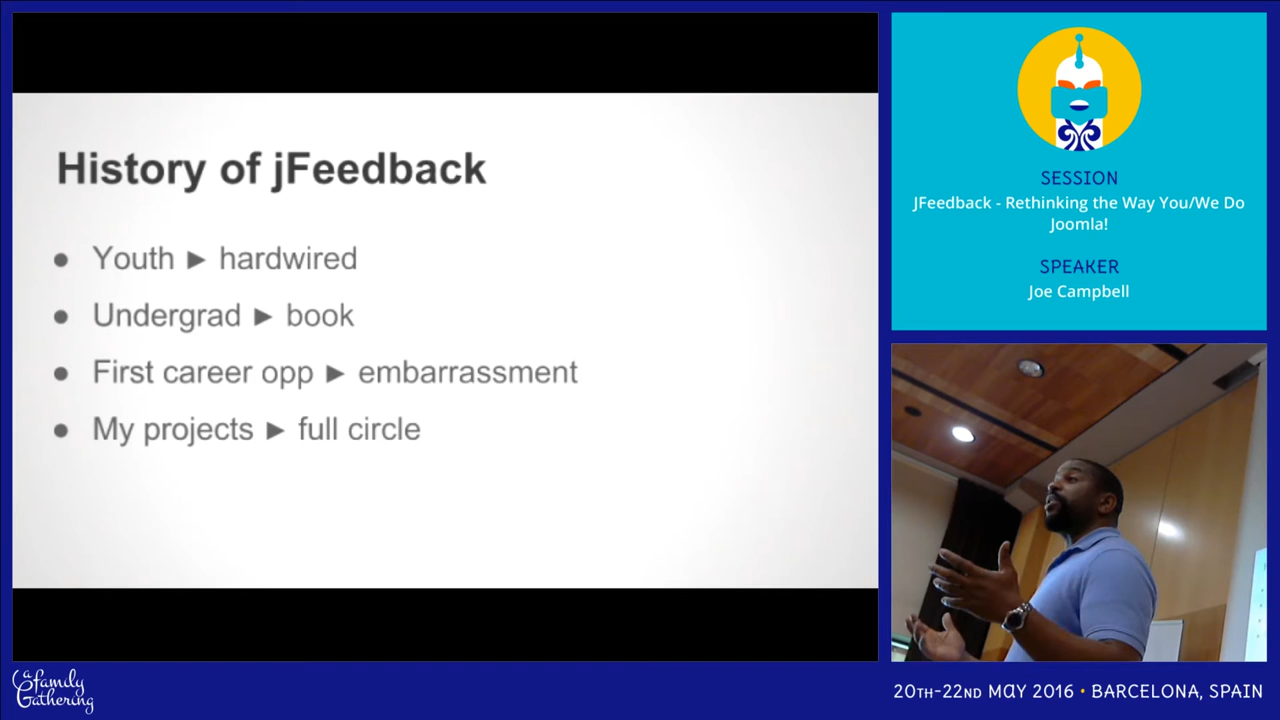 History of jFeedback
● Youth ► hardwired
● Undergrad ► book
● First career opp ► embarrassment
● My projects ► full circle
SESSION
JFeedback - Rethinking the Way You/We Do
Joomla!
SPEAKER
Joe Campbell
a family
Gathering
20TH-22ND MAY 2016 • BARCELONA, SPAIN